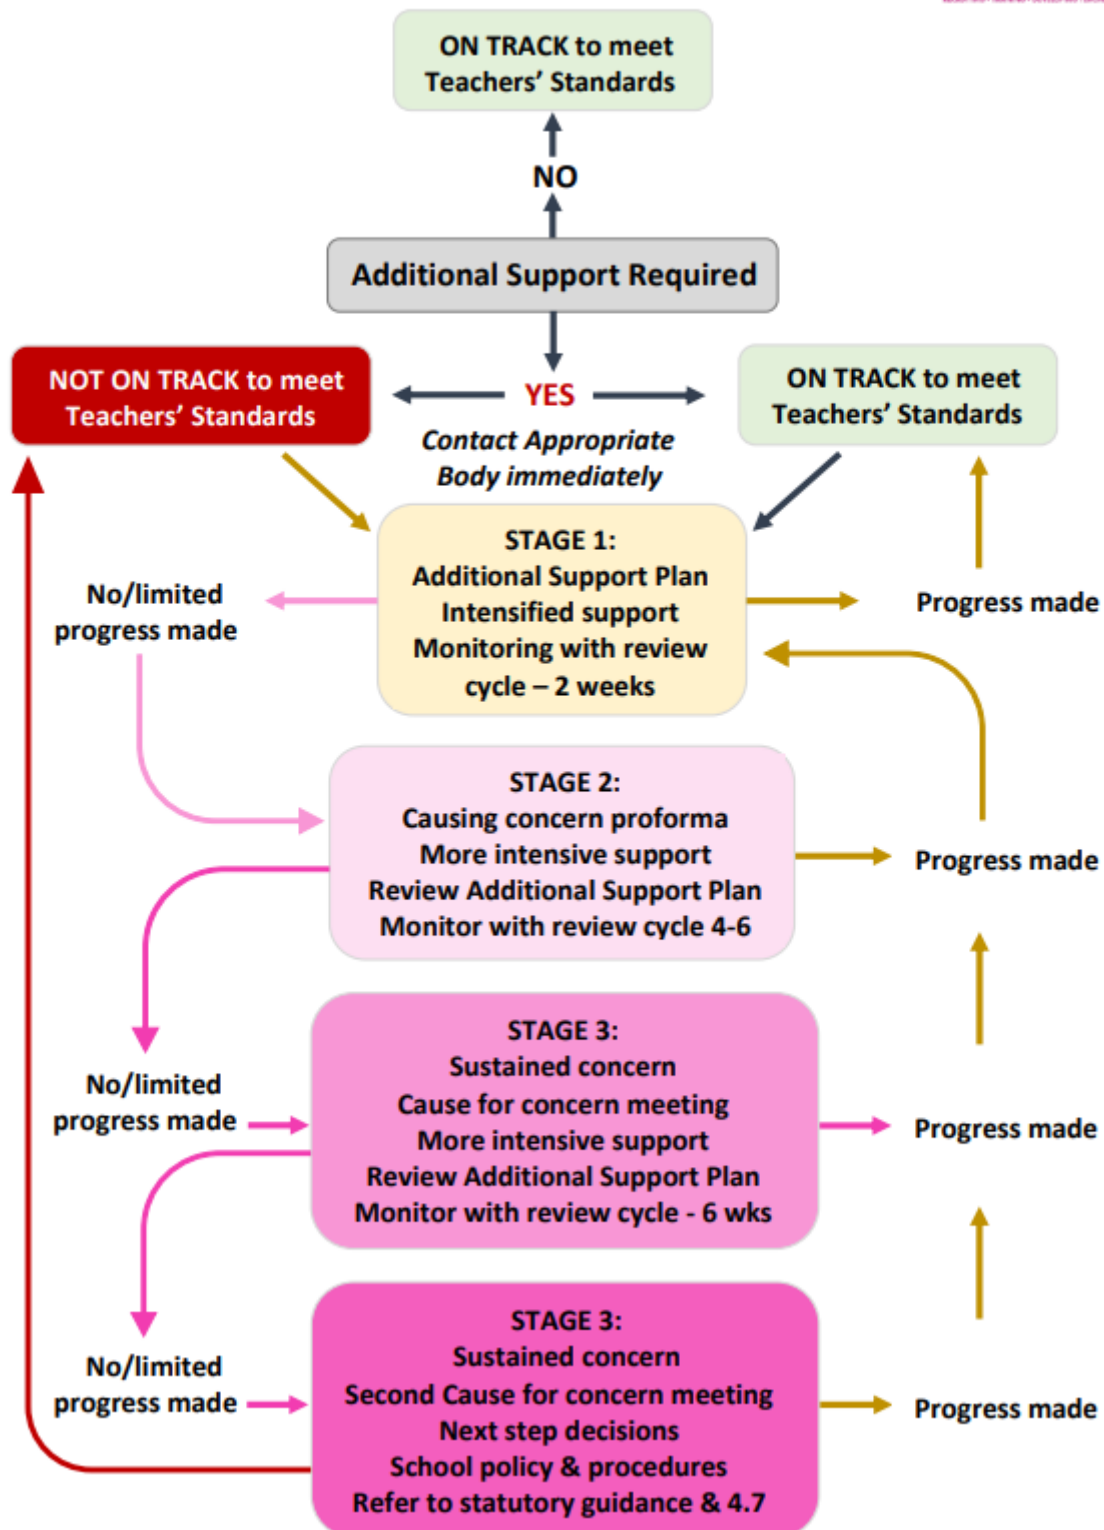 ON TRACK to meet
Teachers' Standards
NO
Additional Support Required
NOT ON TRACK to meet
Teachers' Standards
YES
ON TRACK to meet
Teachers' Standards
Contact Appropriate
Body immediately
STAGE 1:
Additional Support Plan
Intensified support
Monitoring with review
cycle – 2 weeks
No/limited
progress made
Progress made
STAGE 2:
Causing concern proforma
More intensive support
Review Additional Support Plan
Monitor with review cycle 4-6
Progress made
No/limited
progress made
STAGE 3:
Sustained concern
Cause for concern meeting
More intensive support
Review Additional Support Plan
Monitor with review cycle - 6 wks
Progress made
No/limited
progress made
STAGE 3:
Sustained concern
Second Cause for concern meeting
Next step decisions
School policy & procedures
Refer to statutory guidance & 4.7
Progress made